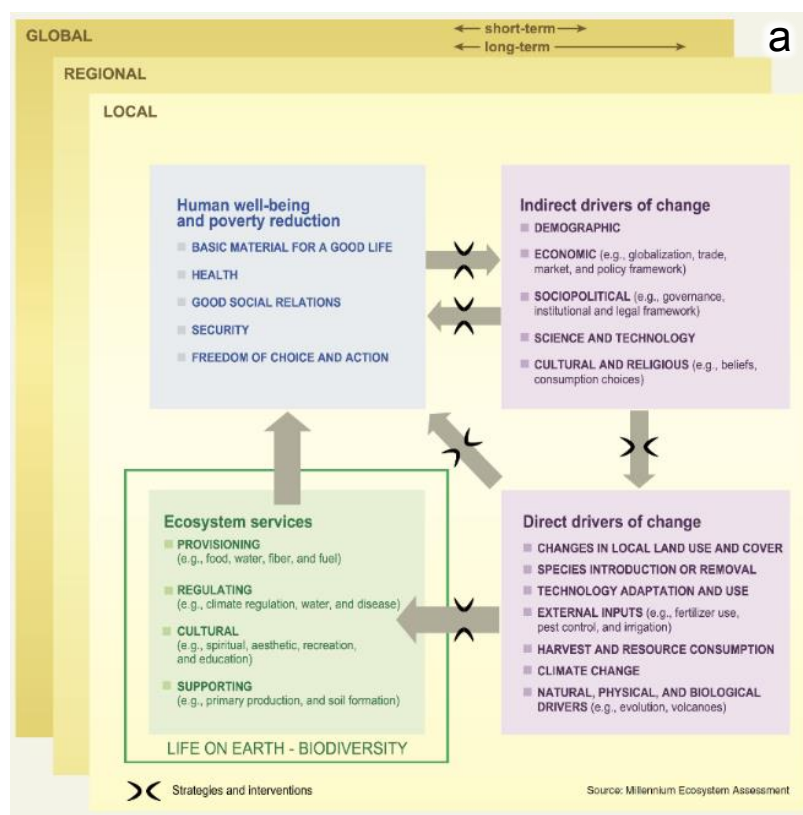 GLOBAL
short-term
long-term
a
REGIONAL
LOCAL
Human well-being
and poverty reduction
BASIC MATERIAL FOR A GOOD LIFE
HEALTH
GOOD SOCIAL RELATIONS
SECURITY
FREEDOM OF CHOICE AND ACTION
Indirect drivers of change
DEMOGRAPHIC
ECONOMIC (e.g., globalization, trade,
market, and policy framework)
SOCIOPOLITICAL (e.g., governance,
institutional and legal framework)
SCIENCE AND TECHNOLOGY
CULTURAL AND RELIGIOUS (e.g., beliefs,
consumption choices)
Ecosystem services
PROVISIONING
(e.g., food, water, fiber, and fuel)
REGULATING
(e.g., climate regulation, water, and disease)
CULTURAL
(e.g., spiritual, aesthetic, recreation,
and education)
SUPPORTING
(e.g., primary production, and soil formation)
LIFE ON EARTH - BIODIVERSITY
Direct drivers of change
CHANGES IN LOCAL LAND USE AND COVER
SPECIES INTRODUCTION OR REMOVAL
TECHNOLOGY ADAPTATION AND USE
EXTERNAL INPUTS (e.g., fertilizer use,
pest control, and irrigation)
HARVEST AND RESOURCE CONSUMPTION
CLIMATE CHANGE
NATURAL, PHYSICAL, AND BIOLOGICAL
DRIVERS (e.g., evolution, volcanoes)
Strategies and interventions
Source: Millennium Ecosystem Assessment